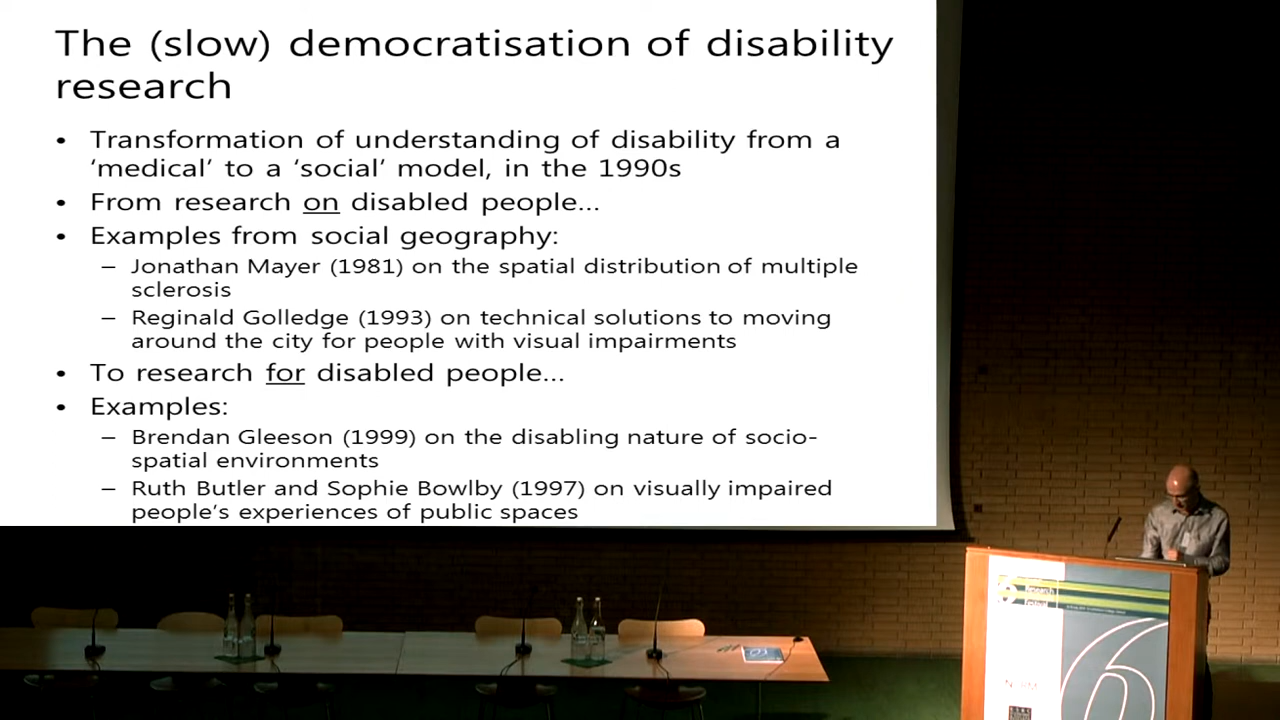 The (slow) democratisation of disability
research
• Transformation of understanding of disability from a
‘medical’ to a ‘social’ model, in the 1990s
• From research on disabled people...
• Examples from social geography:
– Jonathan Mayer (1981) on the spatial distribution of multiple
sclerosis
– Reginald Golledge (1993) on technical solutions to moving
around the city for people with visual impairments
• To research for disabled people...
• Examples:
– Brendan Gleeson (1999) on the disabling nature of socio-
spatial environments
– Ruth Butler and Sophie Bowlby (1997) on visually impaired
people’s experiences of public spaces
6
Research
Festival
6